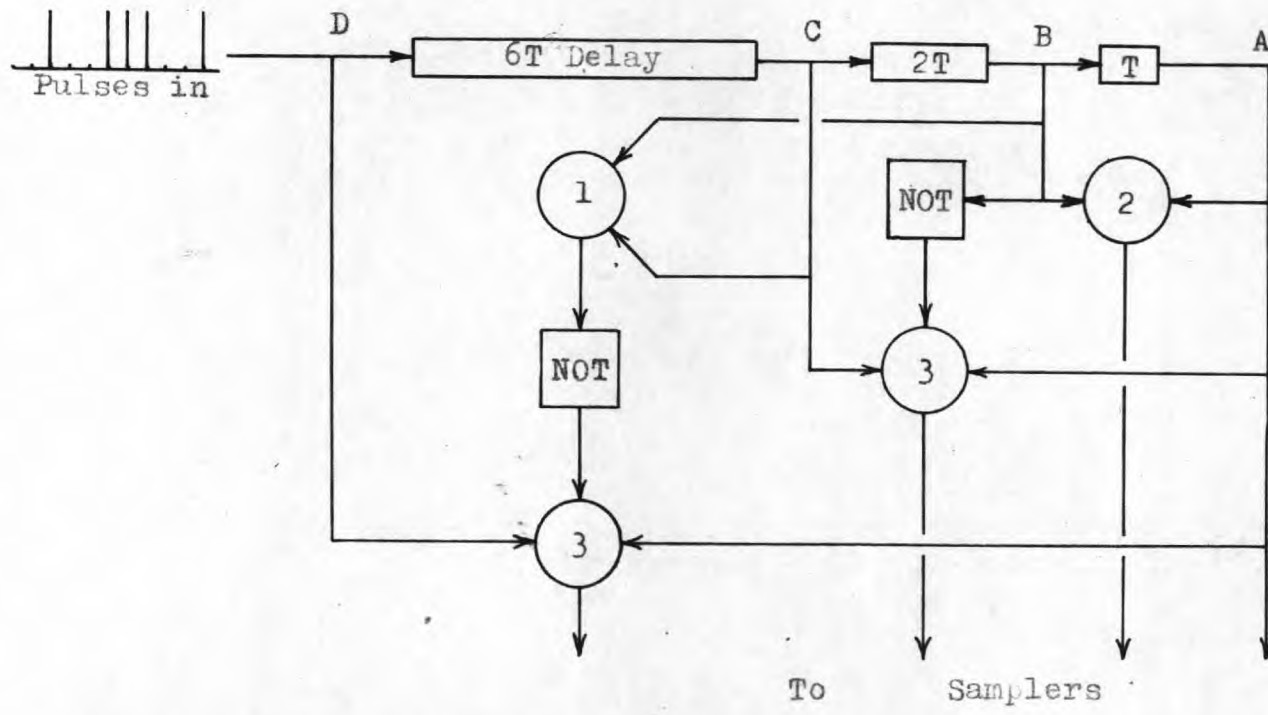 D
C
B
A
6T Delay
2T
T
Pulses in
1
NOT
2
NOT
3
3
To Samplers